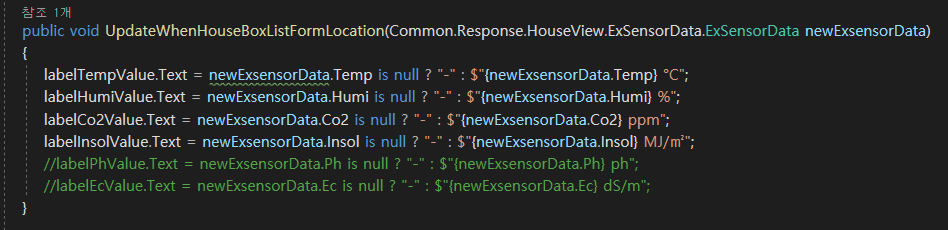 참조 1개
public void UpdateWhenHouseBoxListFormLocation(Common.Response.HouseView.ExSensorData.ExSensorData newExsensorData)
{
labelTempValue.Text = newExsensorData.Temp is null ? "-" : $"{newExsensorData.Temp} °C";
labelHumiValue.Text = newExsensorData.Humi is null ? "-" : $"{newExsensorData.Humi} %";
labelCo2Value.Text = newExsensorData.Co2 is null ? "-" : $"{newExsensorData.Co2} ppm";
labelInsolValue.Text = newExsensorData.Insol is null ? "-" : $"{newExsensorData.Insol} MJ/㎡";
//labelPhValue.Text = newExsensorData.Ph is null ? "-" : $"{newExsensorData.Ph} ph";
//labelEcValue.Text = newExsensorData.Ec is null ? "-" : $"{newExsensorData.Ec} dS/m";
}